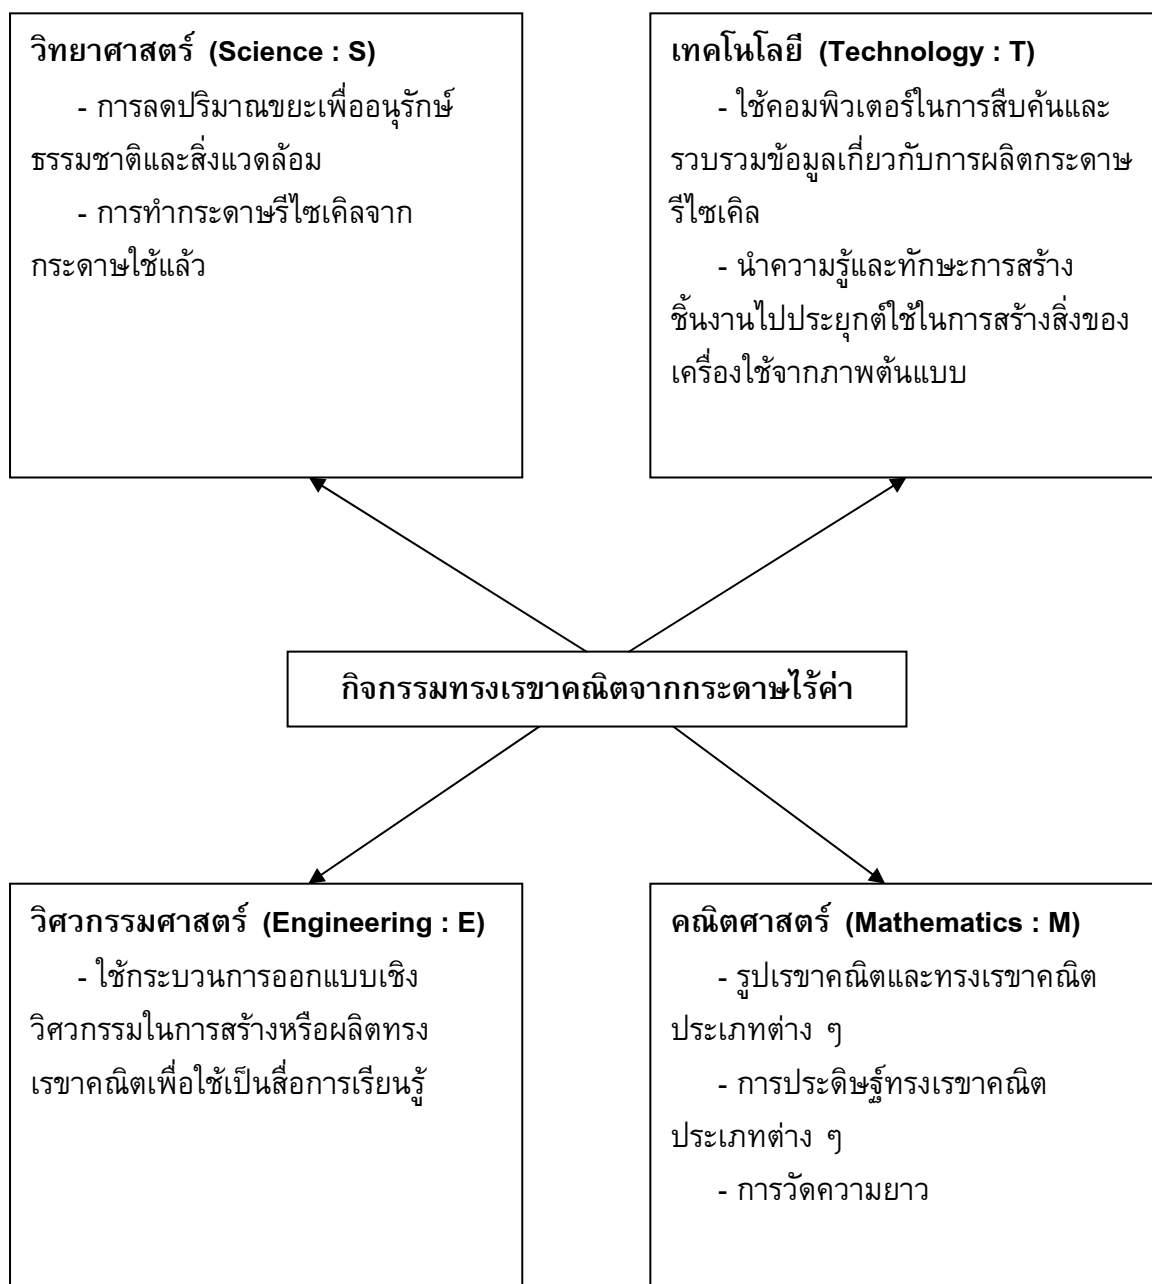 วิทยาศาสตร์ (Science : S)
- การลดปริมาณขยะเพื่ออนุรักษ์
ธรรมชาติและสิ่งแวดล้อม
- การทำกระดาษรีไซเคิลจาก
กระดาษใช้แล้ว
เทคโนโลยี (Technology : T)
- ใช้คอมพิวเตอร์ในการสืบค้นและ
รวบรวมข้อมูลเกี่ยวกับการผลิตกระดาษ
รีไซเคิล
- นำความรู้และทักษะการสร้าง
ชิ้นงานไปประยุกต์ใช้ในการสร้างสิ่งของ
เครื่องใช้จากภาพต้นแบบ
กิจกรรมทรงเรขาคณิตจากกระดาษไร้ค่า
วิศวกรรมศาสตร์ (Engineering : E)
- ใช้กระบวนการออกแบบเชิง
วิศวกรรมในการสร้างหรือผลิตทรง
เรขาคณิตเพื่อใช้เป็นสื่อการเรียนรู้
คณิตศาสตร์ (Mathematics : M)
- รูปเรขาคณิตและทรงเรขาคณิต
ประเภทต่าง ๆ
- การประดิษฐ์ทรงเรขาคณิต
ประเภทต่าง ๆ
- การวัดความยาว